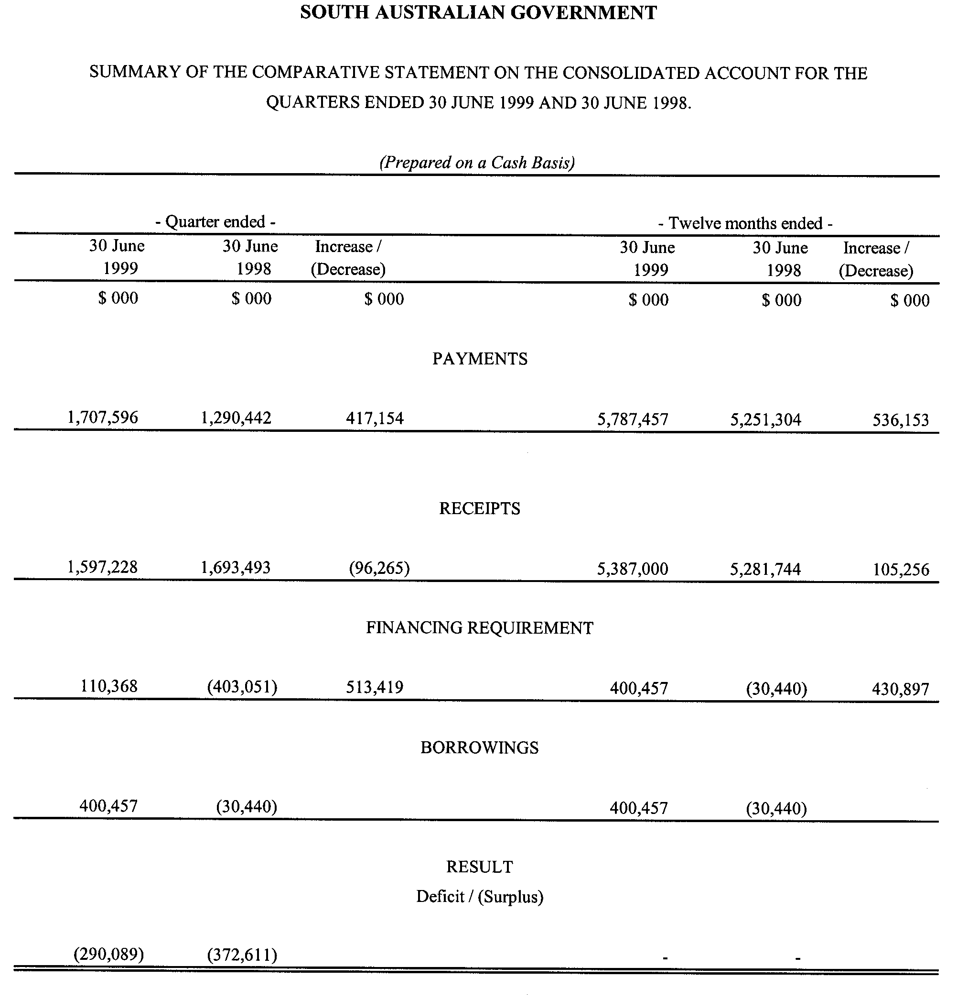 SOUTH AUSTRALIAN GOVERNMENT
SUMMARY OF THE COMPARATIVE STATEMENT ON THE CONSOLIDATED ACCOUNT FOR THE
QUARTERS ENDED 30 JUNE 1999 AND 30 JUNE 1998.
(Prepared on a Cash Basis)
- Quarter ended - - Twelve months ended -
30 June 30 June Increase / 30 June 30 June Increase /
1999 1998 (Decrease) 1999 1998 (Decrease)
$ 000 $ 000 $ 000 $ 000 $ 000 $ 000
PAYMENTS
1,707,596 1,290,442 417,154 5,787,457 5,251,304 536,153
RECEIPTS
1,597,228 1,693,493 (96,265) 5,387,000 5,281,744 105,256
FINANCING REQUIREMENT
110,368 (403,051) 513,419 400,457 (30,440) 430,897
BORROWINGS
400,457 (30,440) 400,457 (30,440)
RESULT
Deficit / (Surplus)
(290,089) (372,611) - -